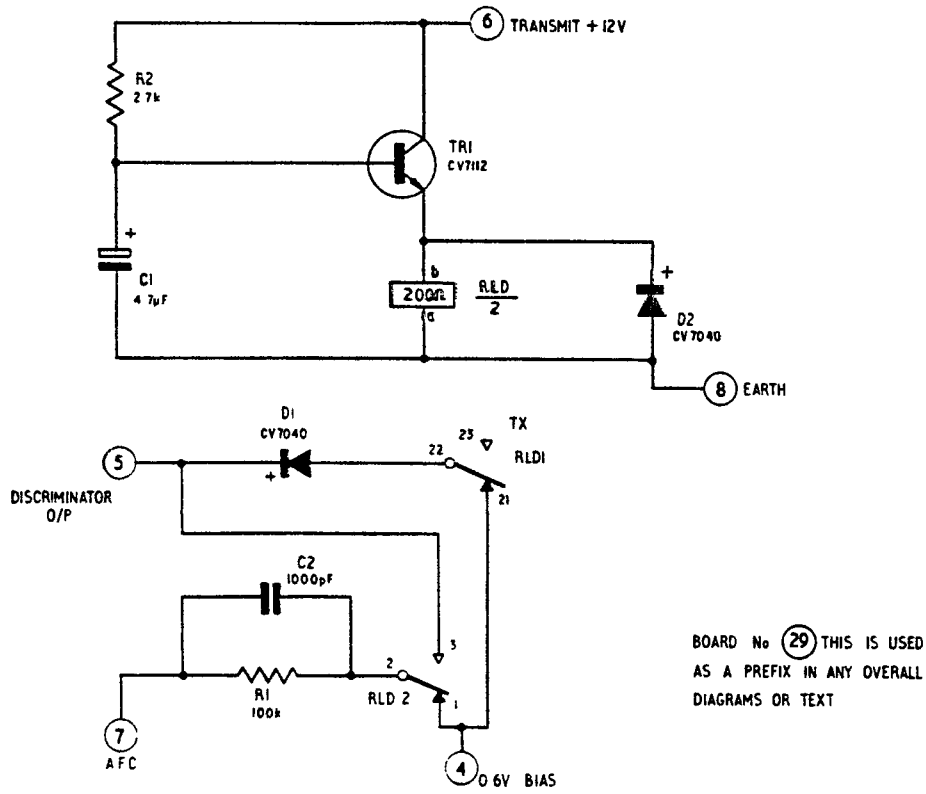 6 TRANSMIT + 12V
R2
2 7k
TR1
CV7112
+
C1
4 7µF
b
200Ω
a
RLD
2
+
D2
CV 7040
8 EARTH
D1
CV7040
+
5
DISCRIMINATOR
O/P
22
23
TX
RLD1
21
C2
1000pF
R1
100k
2
3
RLD 2
1
7
AFC
4
0 6V BIAS
BOARD No 29 THIS IS USED
AS A PREFIX IN ANY OVERALL
DIAGRAMS OR TEXT